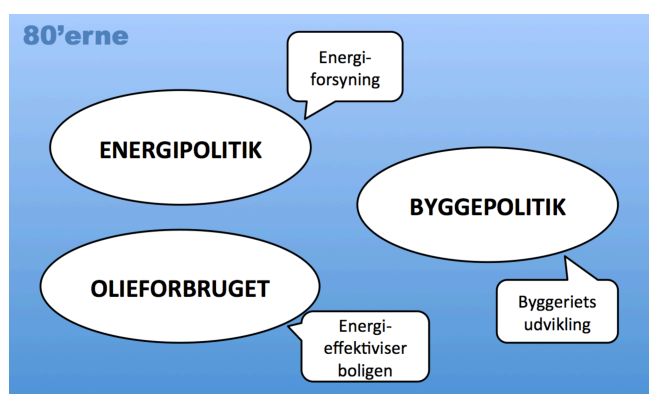 80'erne
Energi-
forsyning
ENERGIPOLITIK
BYGGEPOLITIK
OLIEFORBRUGET
Byggeriets
udvikling
Energi-
effektiviser
boligen